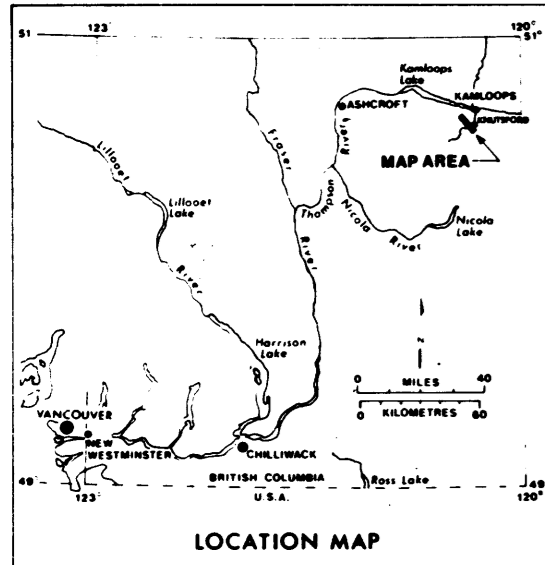 123°
120°
51
51°
Kamloops
Lake
KAMLOOPS
KNUTSFORD
ASHCROFT
MAP AREA
Lillooet
Lillooet
Lake
River
Fraser
River
Thompson
Rivers
Nicola
River
Nicola
Lake
Harrison
Lake
N
0
40
MILES
0
60
KILOMETRES
VANCOUVER
NEW
WESTMINSTER
CHILLIWACK
BRITISH COLUMBIA
U.S.A.
Ross Lake
49°
49°
123°
120°
LOCATION MAP